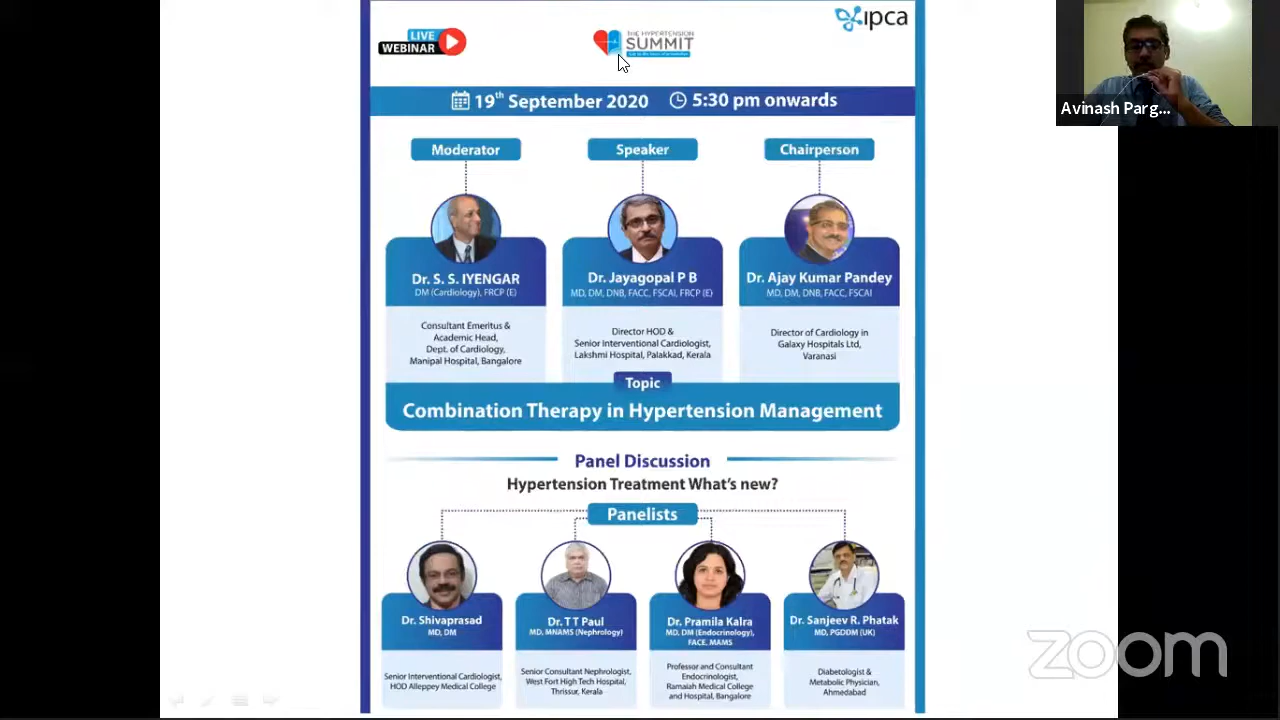 LIVE
WEBINAR
THE HYPERTENSION
SUMMIT
ipca
Avinash Parg...
19th September 2020 5:30 pm onwards
Moderator
Speaker
Chairperson
Dr. S. S. IYENGAR
DM (Cardiology), FRCP (E)
Consultant Emeritus &
Academic Head,
Dept. of Cardiology,
Manipal Hospital, Bangalore
Dr. Jayagopal P B
MD, DM, DNB, FACC, FSCAI, FRCP (E)
Director HOD &
Senior Interventional Cardiologist,
Lakshmi Hospital, Palakkad, Kerala
Dr. Ajay Kumar Pandey
MD, DM, DNB, FACC, FSCAI
Director of Cardiology in
Galaxy Hospitals Ltd,
Varanasi
Topic
Combination Therapy in Hypertension Management
Panel Discussion
Hypertension Treatment What's new?
Panelists
Dr. Shivaprasad
MD, DM
Senior Interventional Cardiologist,
HOD Alleppey Medical College
Dr. T T Paul
MD, MNAMS (Nephrology)
Senior Consultant Nephrologist,
West Fort High Tech Hospital,
Thrissur, Kerala
Dr. Pramila Kalra
MD, DM (Endocrinology),
FACE, MAMS
Professor and Consultant
Endocrinologist,
Ramaiah Medical College
and Hospital, Bangalore
Dr. Sanjeev R. Phatak
MD, PGDDM (UK)
Diabetologist &
Metabolic Physician,
Ahmedabad
zoom